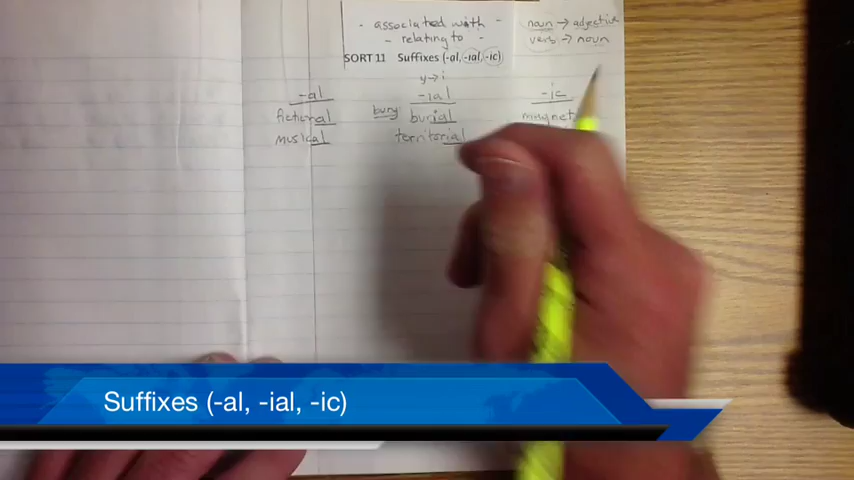 - associated with -
- relating to -
SORT 11 Suffixes (-al, -ial, -ic)
noun → adjective
verb → noun
y → i
-al
fictional
musical
-ial
bury burial
territorial
-ic
Suffixes (-al, -ial, -ic)